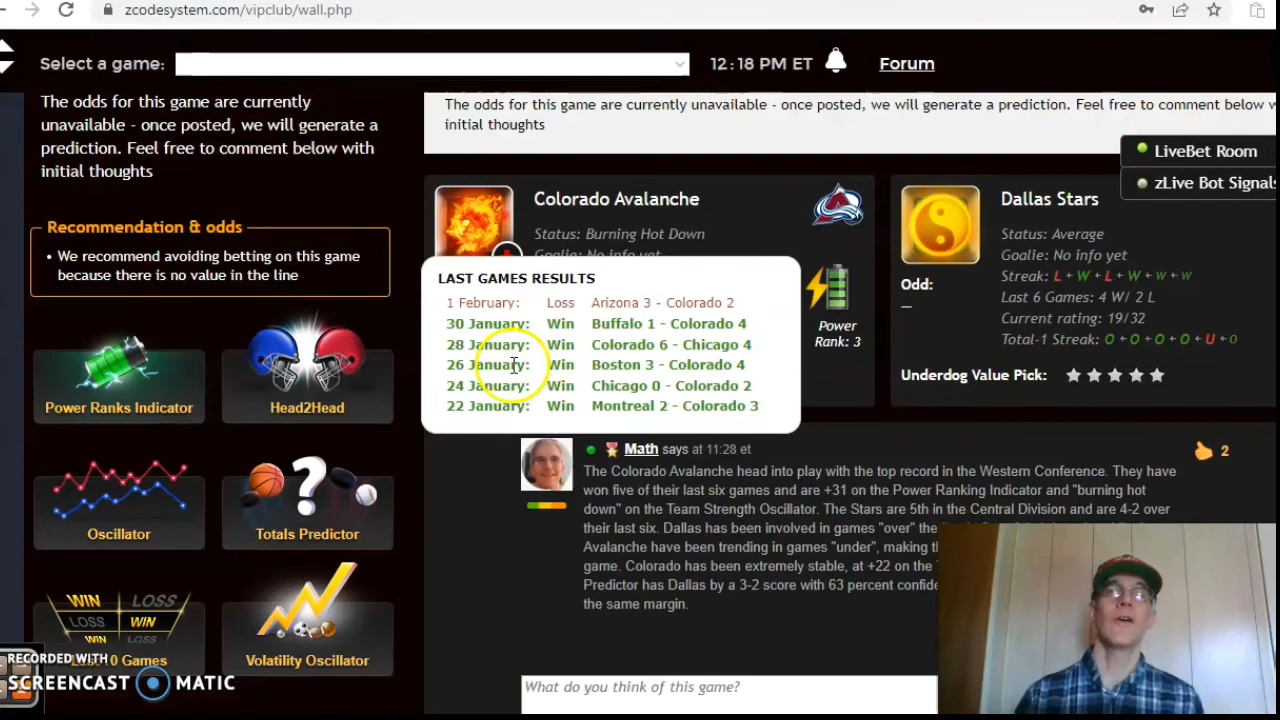 zcodesystem.com/vipclub/wall.php
Select a game:
12:18 PM ET
Forum
The odds for this game are currently
unavailable - once posted, we will generate a
prediction. Feel free to comment below with
initial thoughts
Recommendation & odds
• We recommend avoiding betting on this game
because there is no value in the line
Power Ranks Indicator
Head2Head
Oscillator
Totals Predictor
WIN LOSS
LOSS WIN
WIN LOSS
0 Games
Volatility Oscillator
RECORDED WITH
SCREENCAST MATIC
The odds for this game are currently unavailable - once posted, we will generate a prediction. Feel free to comment below
initial thoughts
LiveBet Room
zLive Bot Signals
Colorado Avalanche
Status: Burning Hot Down
Goalie: No info yet
LAST GAMES RESULTS
1 February: Loss Arizona 3 - Colorado 2
30 January: Win Buffalo 1 - Colorado 4
28 January: Win Colorado 6 - Chicago 4
26 January: Win Boston 3 - Colorado 4
24 January: Win Chicago 0 - Colorado 2
22 January: Win Montreal 2 - Colorado 3
Power
Rank: 3
Dallas Stars
Status: Average
Goalie: No info yet
Odd:
—
Streak: L ← W ← L ← W ← W ← W
Last 6 Games: 4 W/ 2 L
Current rating: 19/32
Total-1 Streak: O ← O ← O ← O ← U ← O
Underdog Value Pick:
Math says at 11:28 et
2
The Colorado Avalanche head into play with the top record in the Western Conference. They have
won five of their last six games and are +31 on the Power Ranking Indicator and "burning hot
down" on the Team Strength Oscillator. The Stars are 5th in the Central Division and are 4-2 over
their last six. Dallas has been involved in games "over" the
Avalanche have been trending in games "under", making th
game. Colorado has been extremely stable, at +22 on the
Predictor has Dallas by a 3-2 score with 63 percent confide
the same margin.
What do you think of this game?